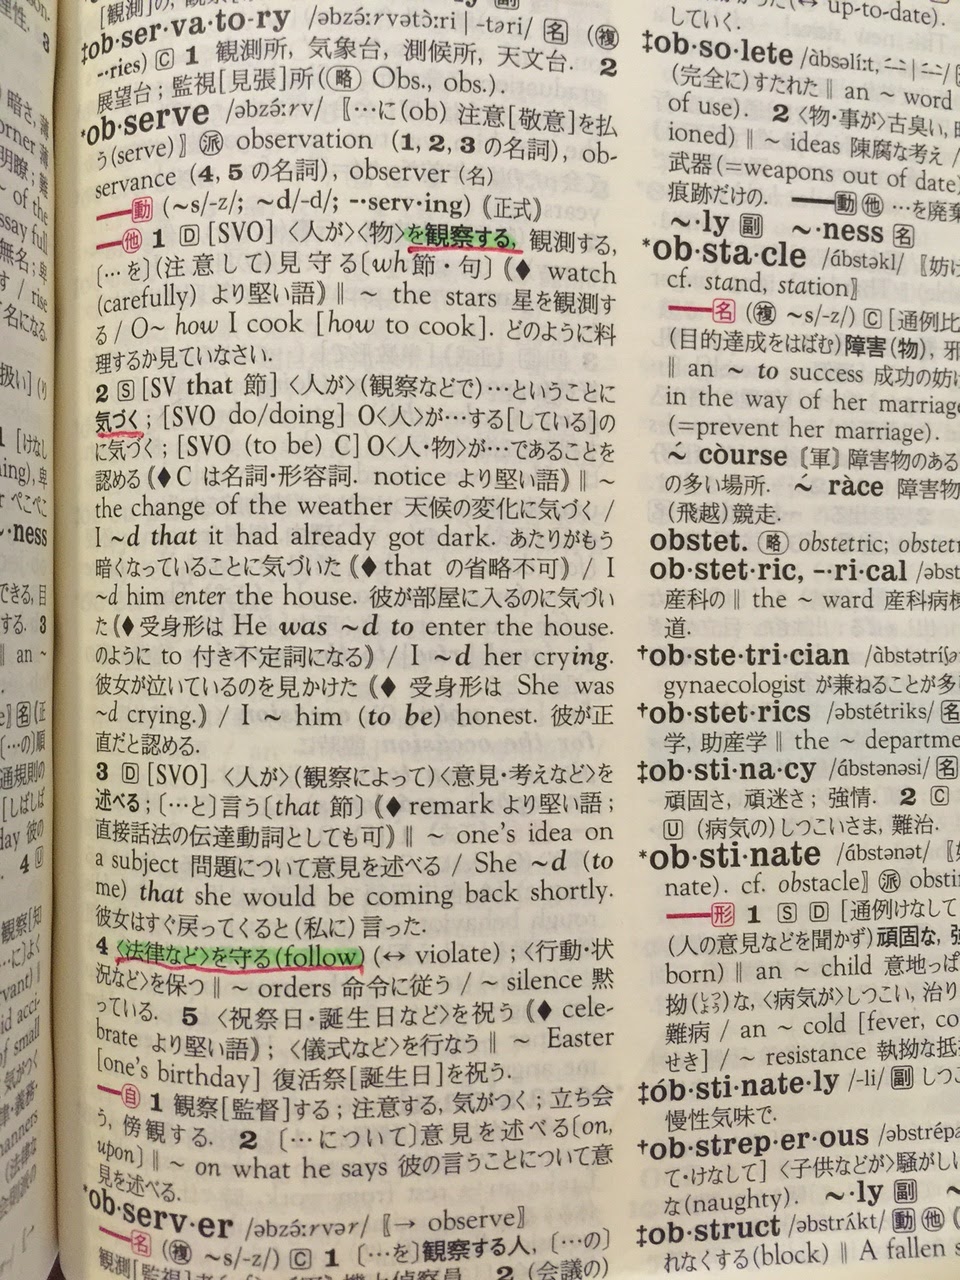 [観測]の,
‡ob·ser·va·to·ry /əbzə́ːrvətɔ̀ːri | -təri/ 名 (複
-·ries) C 1 観測所, 気象台, 測候所, 天文台. 2
展望台 ; 監視[見張]所(略 Obs., obs.).
*ob·serve /əbzə́ːrv/ 〖…に(ob) 注意[敬意]を払
う(serve)〗 派 observation (1, 2, 3 の名詞), ob-
servance (4, 5 の名詞), observer (名)
──動 (~s/-z/; ~d/-d/; -·serv·ing) 《正式》
──他 1 D [SVO] 〈人が〉〈物〉を観察する, 観測する,
[…を](注意して)見守る〔wh節・句〕(◆ watch
(carefully) より堅い語) ‖ ~ the stars 星を観測す
る / O~ how I cook [how to cook]. どのように料
理するか見ていなさい.
2 S [SV that 節] 〈人が〉(観察などで)…ということに
気づく ; [SVO do/doing] O〈人〉が…する[している]の
に気づく ; [SVO (to be) C] O〈人・物〉が…であることを
認める (◆C は名詞・形容詞. notice より堅い語) ‖ ~
the change of the weather 天候の変化に気づく /
I ~d that it had already got dark. あたりがもう
暗くなっていることに気づいた (◆ that の省略不可) / I
~d him enter the house. 彼が部屋に入るのに気づい
た(◆ 受身形は He was ~d to enter the house.
のように to 付き不定詞になる) / I ~d her crying.
彼女が泣いているのを見かけた (◆ 受身形は She was
~d crying.) / I ~ him (to be) honest. 彼が正
直だと認める.
3 D [SVO] 〈人が〉(観察によって)〈意見・考えなど〉を
述べる ; 〔…と〕言う〔that 節〕 (◆ remark より堅い語 ;
直接話法の伝達動詞としても可) ‖ ~ one's idea on
a subject 問題について意見を述べる / She ~d (to
me) that she would be coming back shortly.
彼女はすぐ戻ってくると(私に)言った.
4 〈法律など〉を守る(follow) (↔ violate) ; 〈行動・状
況など〉を保つ ‖ ~ orders 命令に従う / ~ silence 黙
っている. 5 〈祝祭日・誕生日など〉を祝う (◆ cele-
brate より堅い語) ; 〈儀式など〉を行なう ‖ ~ Easter
[one's birthday] 復活祭[誕生日]を祝う.
──自 1 観察[監督]する ; 注意する, 気がつく ; 立ち会
う, 傍観する. 2 〔…について〕意見を述べる〔on,
upon〕 ‖ ~ on what he says 彼の言うことについて意
見を述べる.
*ob·serv·er /əbzə́ːrvər/ 〖→ observe〗
──名 (複 ~s/-z/) C 1 〔…を〕観察する人, 〔…の〕
2 (会議の)
(↔ up-to-date).
していく.
‡ob·so·lete /ὰbsəlíːt,
(完全に)すたれた ‖ an ~ word
of use). 2 〈物・事が〉古臭い, 
ioned) ‖ ~ ideas 陳腐な考え /
武器(=weapons out of date)
痕跡だけの. ──動 他 …を廃棄
~·ly 副 ~·ness 名
*ob·sta·cle /ɑ́bstəkl/ 〖妨げ
cf. stand, station〗
──名 (複 ~s/-z/) C [通例比
(目的達成をはばむ)障害(物), 邪
‖ an ~ to success 成功の妨げ
in the way of her marriage
(=prevent her marriage).
~́ còurse 〔軍〕 障害物のある
の多い場所. ~́ ràce 障害物
(飛越)競走.
obstet. (略) obstetric; obstetr
ob·stet·ric, -·ri·cal /əbst
産科の ‖ the ~ ward 産科病棟
道.
†ob·ste·tri·cian /ὰbstətríʃə
gynaecologist が兼ねることが多
†ob·stet·rics /əbstétriks/ 名
学, 助産学 ‖ the ~ departme
‡ob·sti·na·cy /ɑ́bstənəsi/ 名
頑固さ, 頑迷さ ; 強情. 2 C
U (病気の)しつこいさま, 難治.
*ob·sti·nate /ɑ́bstənət/
nate). cf. obstacle〗 派 obstin
──形 1 S D [通例けなして
(人の意見などを聞かず)頑固な, 強
born) ‖ an ~ child 意地っぱ
拗(しつよう)な, 〈病気が〉しつこい, 治り
難病 / an ~ cold [fever, co
せき] / ~ resistance 執拗な抵
‡ób·sti·nate·ly /-li/ 副 しつこ
慢性気味で.
†ob·strep·er·ous /əbstrépə
て・けなして] 〈子供などが〉騒がしい
な(naughty). ~·ly 副
‡ob·struct /əbstrʌ́kt/ 動 他
れなくする(block) ‖ A fallen